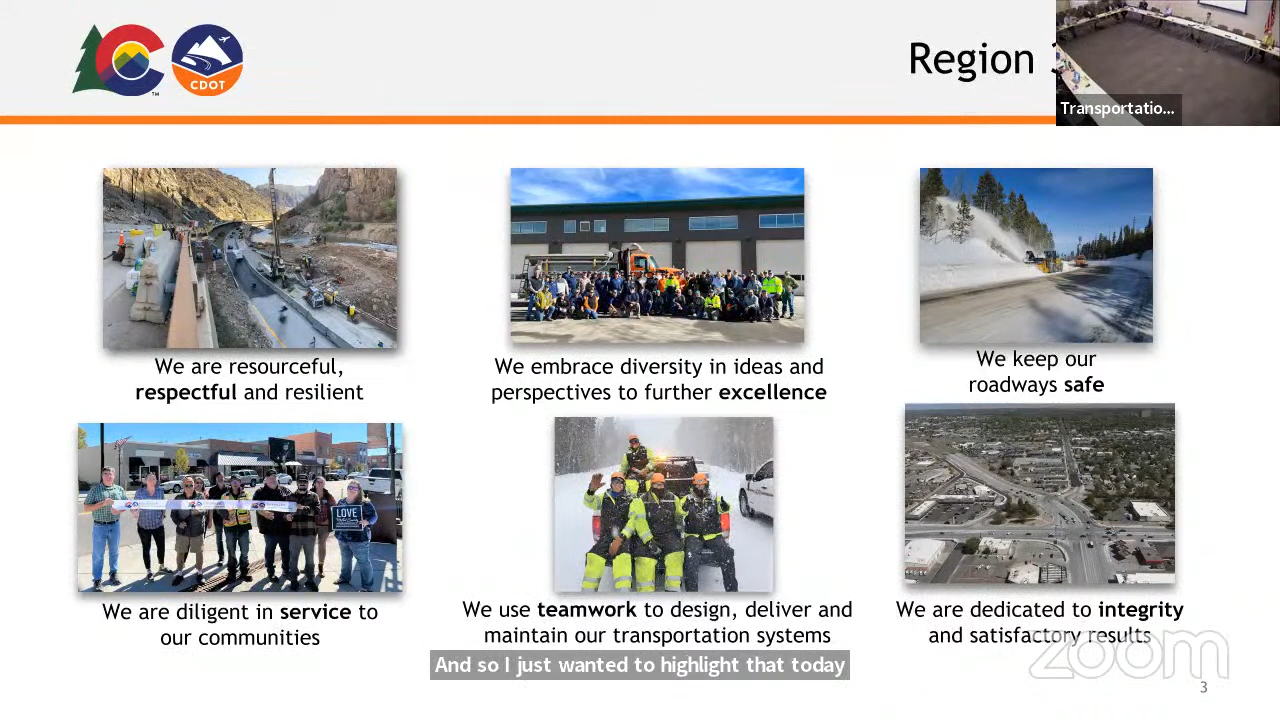 CDOT
TM
Region
Transportatio...
We are resourceful,
respectful and resilient
We embrace diversity in ideas and
perspectives to further excellence
We keep our
roadways safe
LOVE
We are diligent in service to
our communities
We use teamwork to design, deliver and
maintain our transportation systems
We are dedicated to integrity
and satisfactory results
And so I just wanted to highlight that today
zoom
3